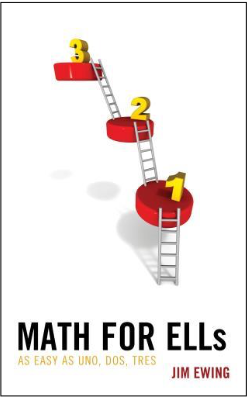 3
2
1
MATH FOR ELLs
AS EASY AS UNO, DOS, TRES
JIM EWING